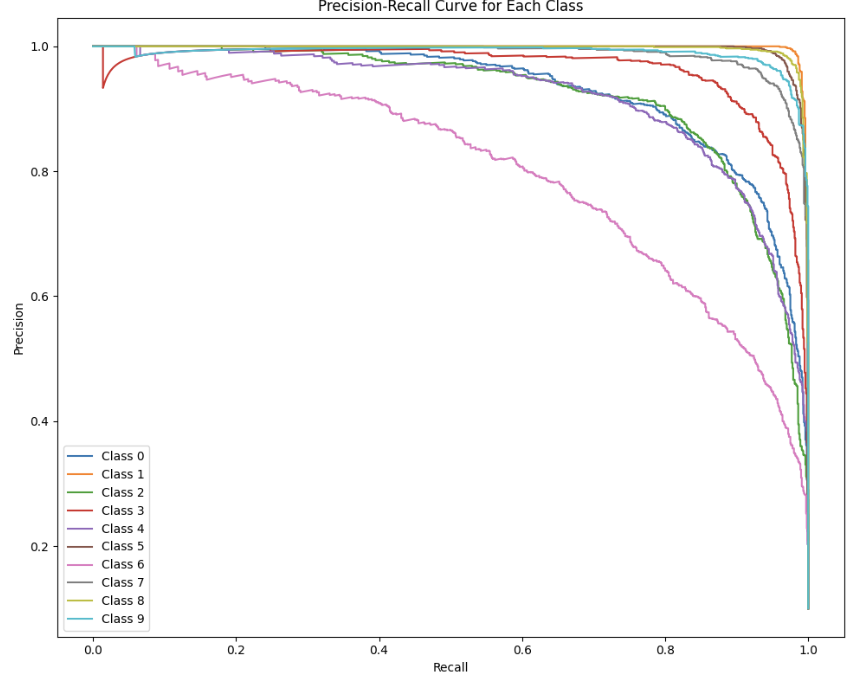 Precision-Recall Curve for Each Class
1.0
0.8
0.6
0.4
0.2
Precision
Class 0
Class 1
Class 2
Class 3
Class 4
Class 5
Class 6
Class 7
Class 8
Class 9
0.0 0.2 0.4 0.6 0.8 1.0
Recall